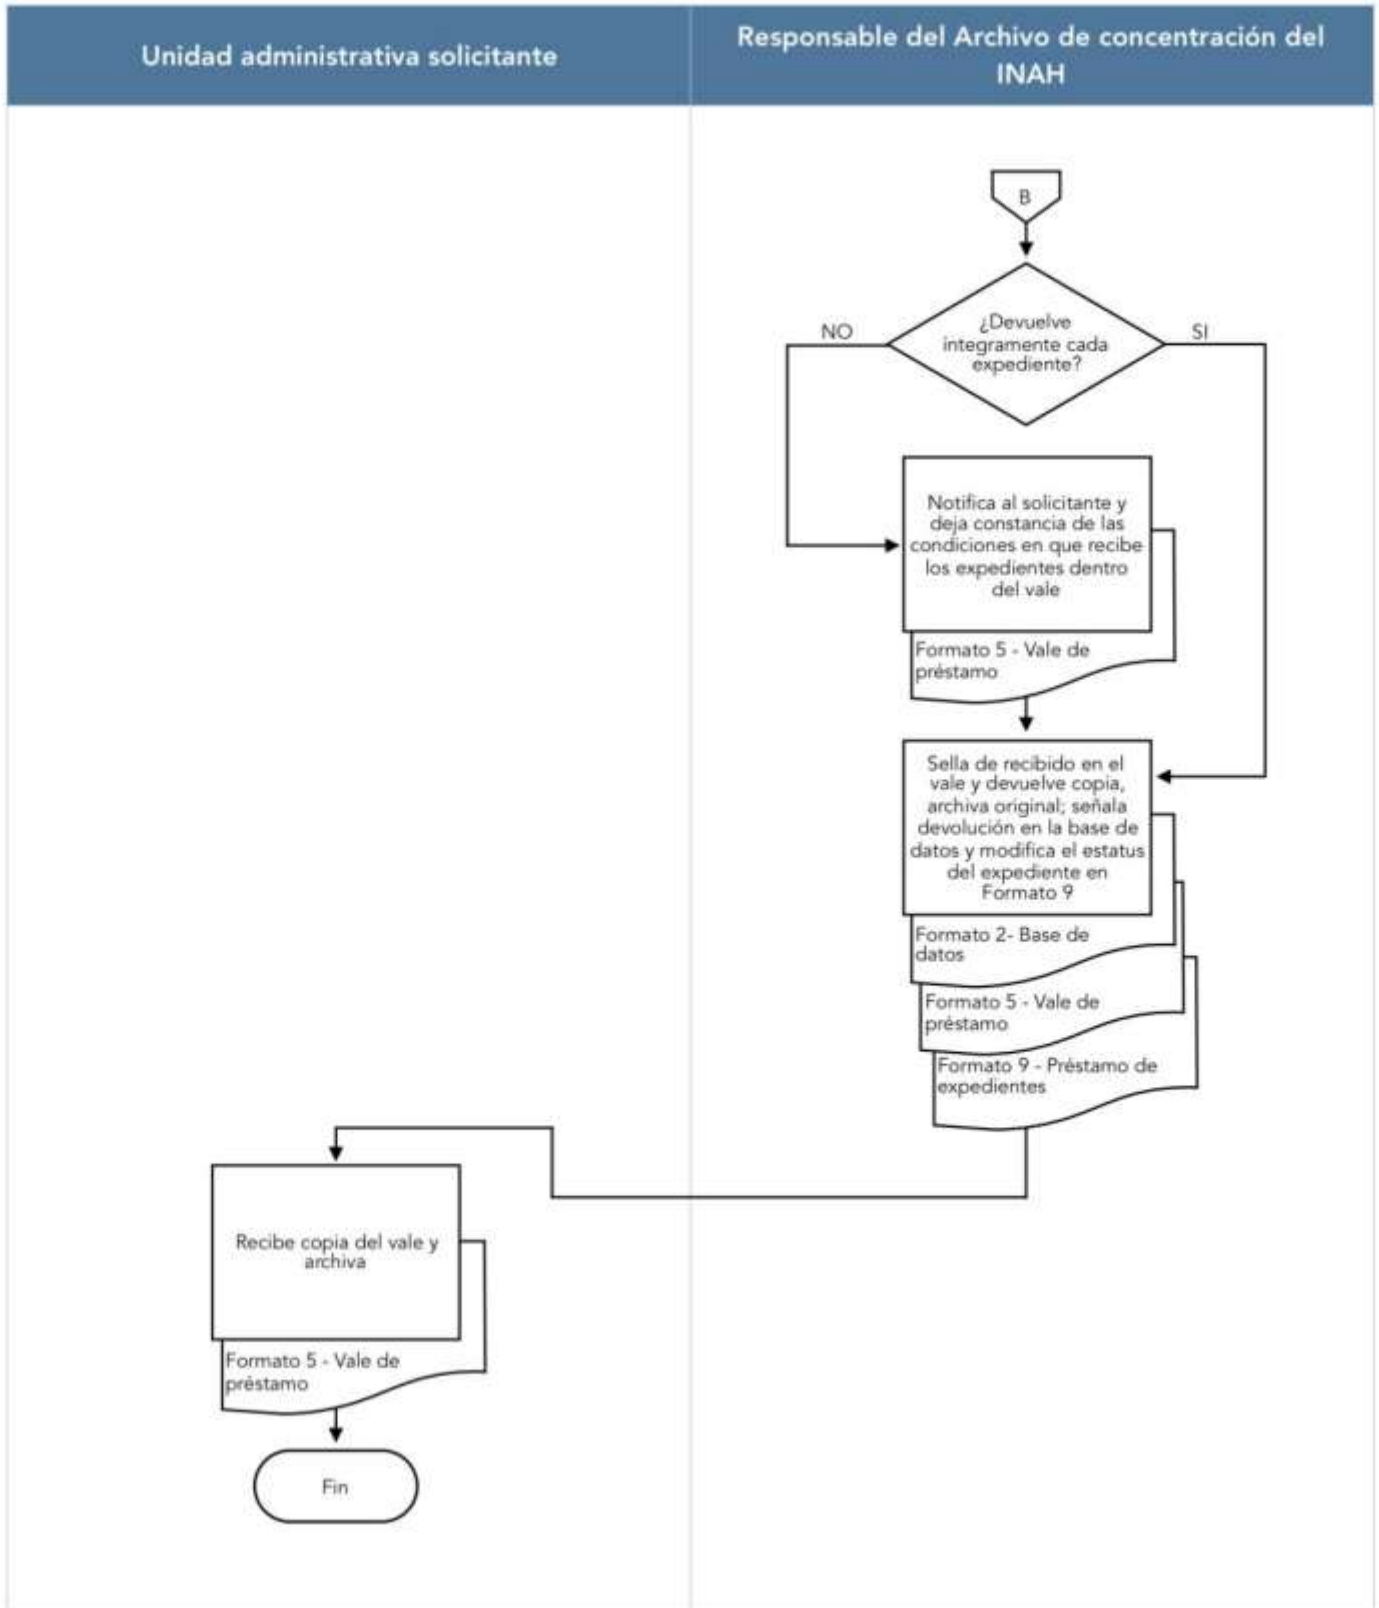 Unidad administrativa solicitante
Responsable del Archivo de concentración del
INAH
B
¿Devuelve
integramente cada
expediente?
NO
SI
Notifica al solicitante y
deja constancia de las
condiciones en que recibe
los expedientes dentro
del vale
Formato 5 - Vale de
préstamo
Sella de recibido en el
vale y devuelve copia,
archiva original; señala
devolución en la base de
datos y modifica el estatus
del expediente en
Formato 9
Formato 2- Base de
datos
Formato 5 - Vale de
préstamo
Formato 9 - Préstamo de
expedientes
Recibe copia del vale y
archiva
Formato 5 - Vale de
préstamo
Fin